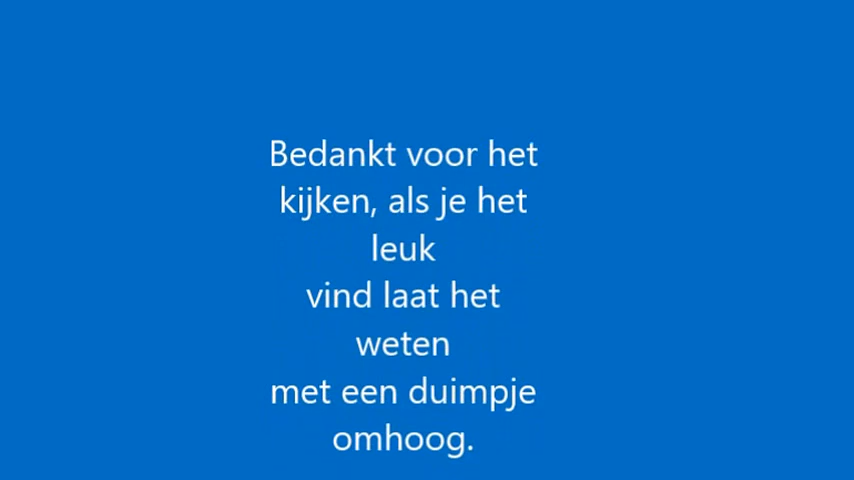 Bedankt voor het
kijken, als je het
leuk
vind laat het
weten
met een duimpje
omhoog.